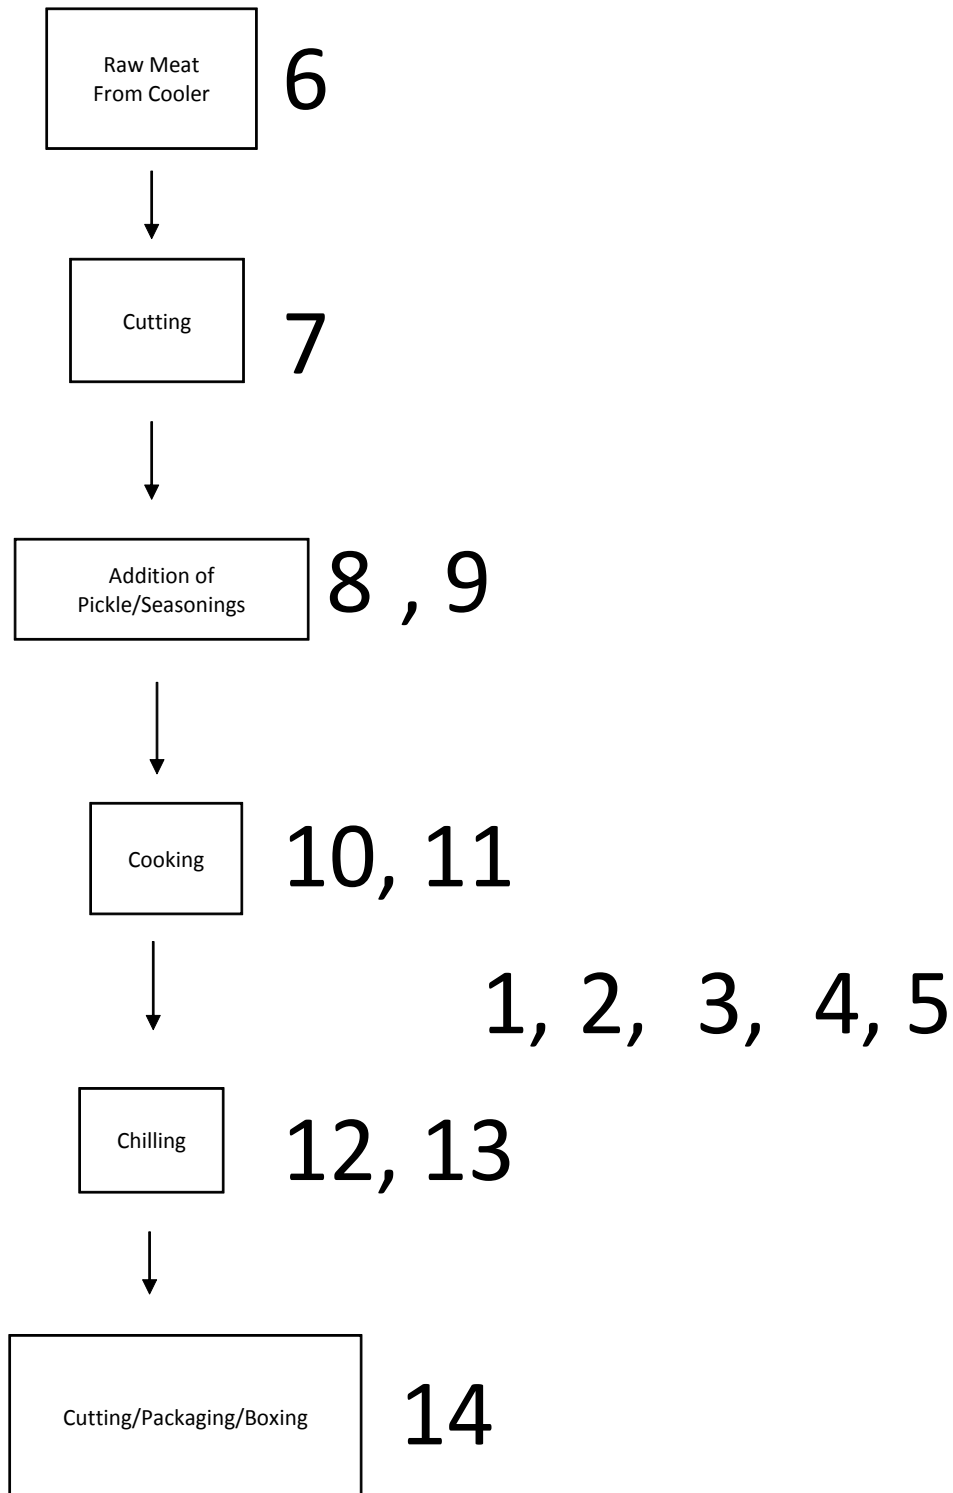 Raw Meat
From Cooler
6
Cutting
7
Addition of
Pickle/Seasonings
8 , 9
Cooking
10, 11
1, 2, 3, 4, 5
Chilling
12, 13
Cutting/Packaging/Boxing
14